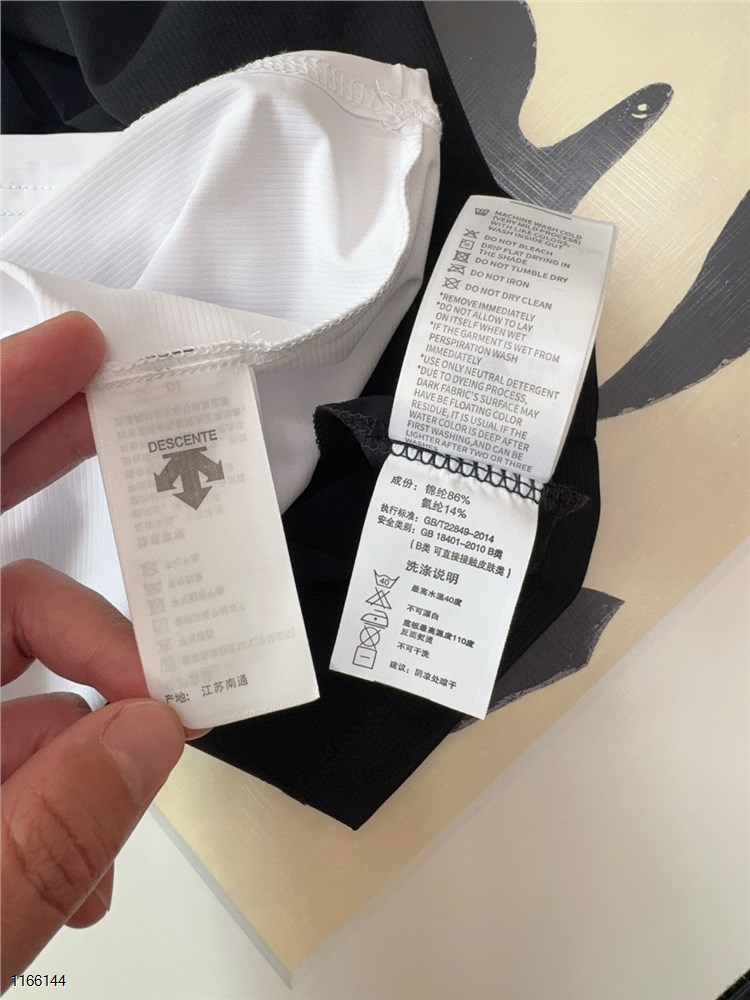 MACHINE WASH COLD
(VERY MILD PROCESS)
WITH LIKE COLORS,
WASH INSIDE OUT
DO NOT BLEACH
DRIP FLAT DRYING IN
THE SHADE
DO NOT TUMBLE DRY
DO NOT IRON
DO NOT DRY CLEAN
*REMOVE IMMEDIATELY
*DO NOT ALLOW TO LAY
ON ITSELF WHEN WET
*IF THE GARMENT IS WET FROM
PERSPIRATION WASH
IMMEDIATELY
*USE ONLY NEUTRAL DETERGENT
*DUE TO DYEING PROCESS,
DARK FABRIC'S SURFACE MAY
HAVE BE FLOATING COLOR
RESIDUE, IT IS USUAL IF THE
WATER COLOR IS DEEP AFTER
FIRST WASHING, AND CAN BE
LIGHTER AFTER TWO OR THREE
DESCENTE
产地: 江苏南通
成份: 锦纶86%
氨纶14%
执行标准: GB/T22849-2014
安全类别: GB 18401-2010 B类
(B类 可直接接触皮肤类)
洗涤说明
40
最高水温40度
不可漂白
底板最高温度110度
反面熨烫
不可干洗
建议: 阴凉处晾干
1166144